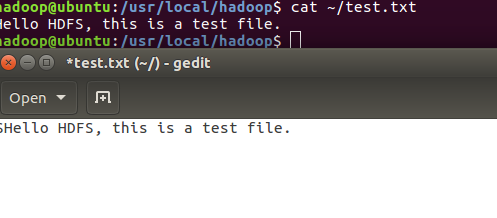 hadoop@ubuntu:/usr/local/hadoop$ cat ~/test.txt
Hello HDFS, this is a test file.
hadoop@ubuntu:/usr/local/hadoop$
*test.txt (~/) - gedit
Open
SHello HDFS, this is a test file.